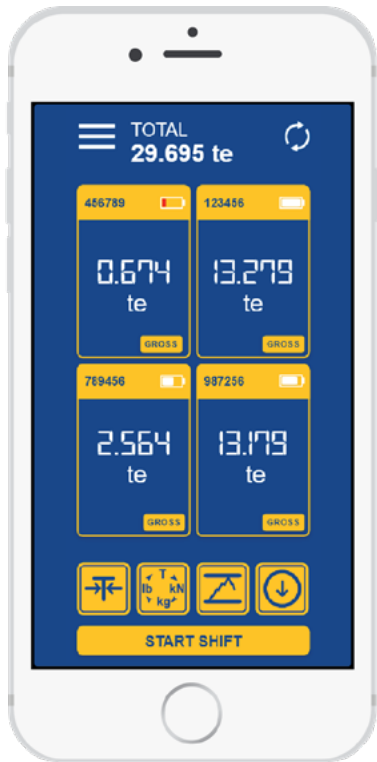 TOTAL
29.695 te
456789
123456
0.674
te
13.279
te
GROSS
GROSS
789456
987256
2.564
te
13.179
te
GROSS
GROSS
T
T
lb kN
kg
START SHIFT